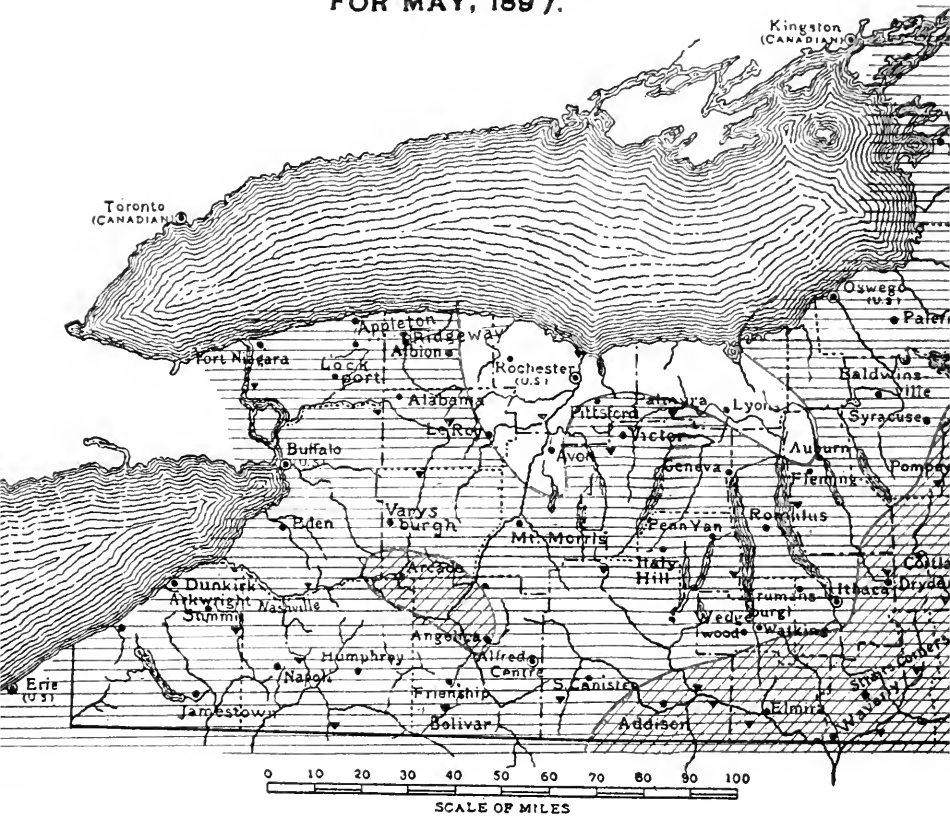 FOR MAY, 1897.
Kingston
(CANADIAN)
Toronto
(CANADIAN)
Oswego
(U.S)
Appleton
Ridgeway
Fort Niagara
Albion
Lock
port
Rochester
(U.S)
Baldwins-
ville
Alabama
Pittsford
Palmyra
Lyons
Syracuse
Le Roy
Victor
Buffalo
(U.S)
Avon
Auburn
Geneva
Fleming
Pompey
Varys
burgh
Eden
Mt. Morris
Penn Yan
Romulus
Italy
Hill
Arcade
Dunkirk
Arkwright
Summit
Nashville
Ithaca
Wedge
wood
Watkins
Angelica
Humphrey
Alfred
Centre
Napoli
Erie
(U.S)
Frienship
S. Canisteo
Straits Corners
Jamestown
Bolivar
Addison
Elmira
Waverly
0 10 20 30 40 50 60 70 80 90 100
SCALE OF MILES